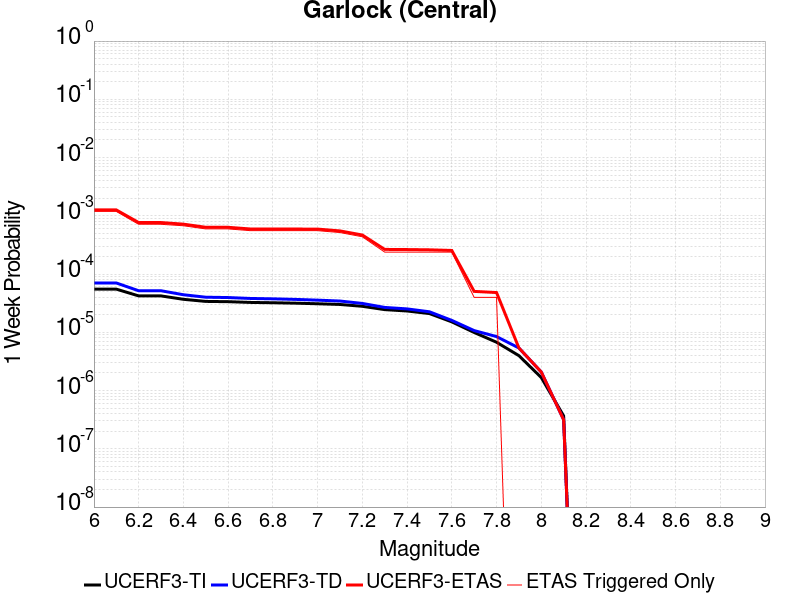 Garlock (Central)
10^0
10^-1
10^-2
10^-3
10^-4
10^-5
10^-6
10^-7
10^-8
1 Week Probability
6 6.2 6.4 6.6 6.8 7 7.2 7.4 7.6 7.8 8 8.2 8.4 8.6 8.8 9
Magnitude
UCERF3-TI UCERF3-TD UCERF3-ETAS ETAS Triggered Only